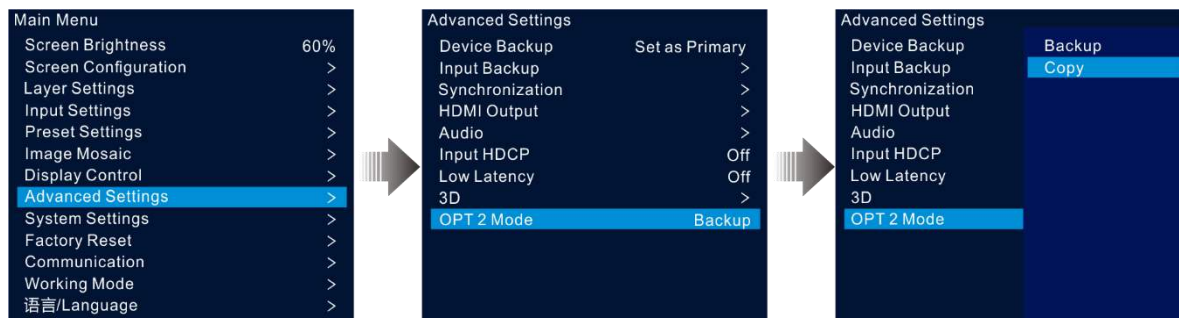 Main Menu
Screen Brightness 60%
Screen Configuration >
Layer Settings >
Input Settings >
Preset Settings >
Image Mosaic >
Display Control >
Advanced Settings >
System Settings >
Factory Reset >
Communication >
Working Mode >
语言/Language >
Advanced Settings
Device Backup Set as Primary
Input Backup >
Synchronization >
HDMI Output >
Audio >
Input HDCP Off
Low Latency Off
3D >
OPT 2 Mode Backup
Advanced Settings
Device Backup Backup
Input Backup Copy
Synchronization
HDMI Output
Audio
Input HDCP
Low Latency
3D
OPT 2 Mode